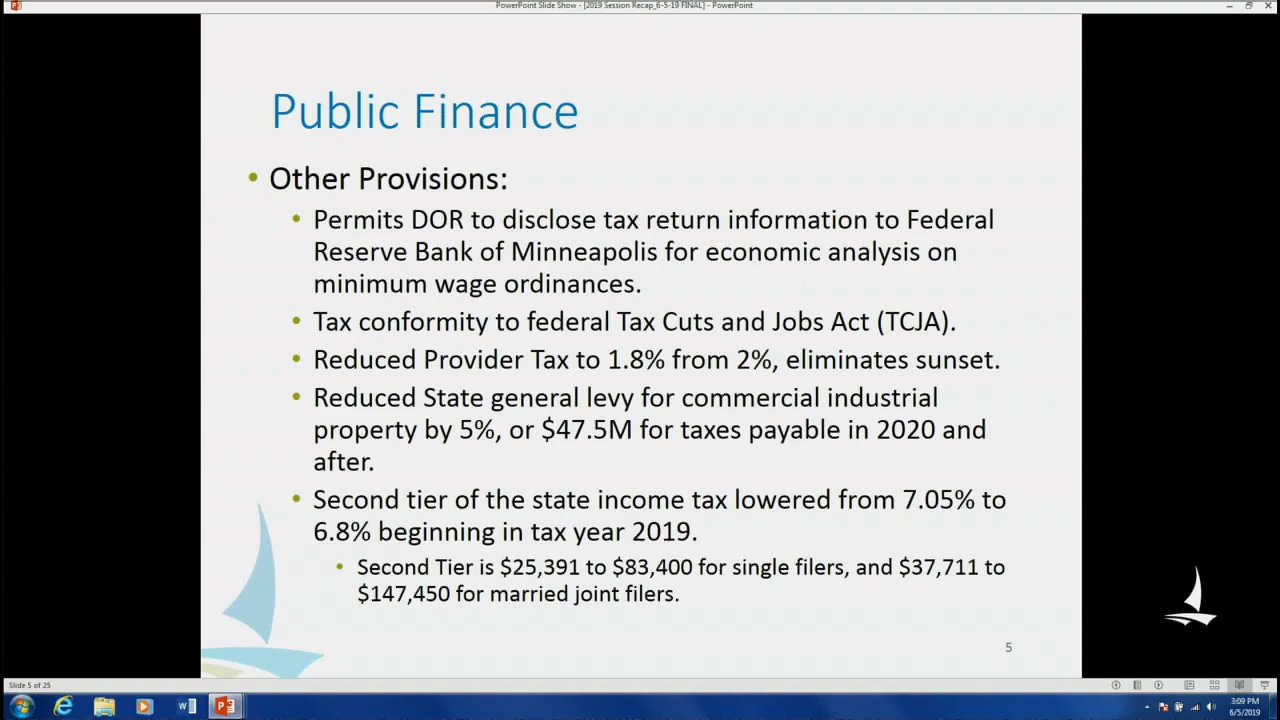 PowerPoint Slide Show - [2019 Session Recap_6-5-19 FINAL] - PowerPoint
Public Finance
• Other Provisions:
• Permits DOR to disclose tax return information to Federal
Reserve Bank of Minneapolis for economic analysis on
minimum wage ordinances.
• Tax conformity to federal Tax Cuts and Jobs Act (TCJA).
• Reduced Provider Tax to 1.8% from 2%, eliminates sunset.
• Reduced State general levy for commercial industrial
property by 5%, or $47.5M for taxes payable in 2020 and
after.
• Second tier of the state income tax lowered from 7.05% to
6.8% beginning in tax year 2019.
• Second Tier is $25,391 to $83,400 for single filers, and $37,711 to
$147,450 for married joint filers.
5
Slide 5 of 25
3:09 PM
6/5/2019